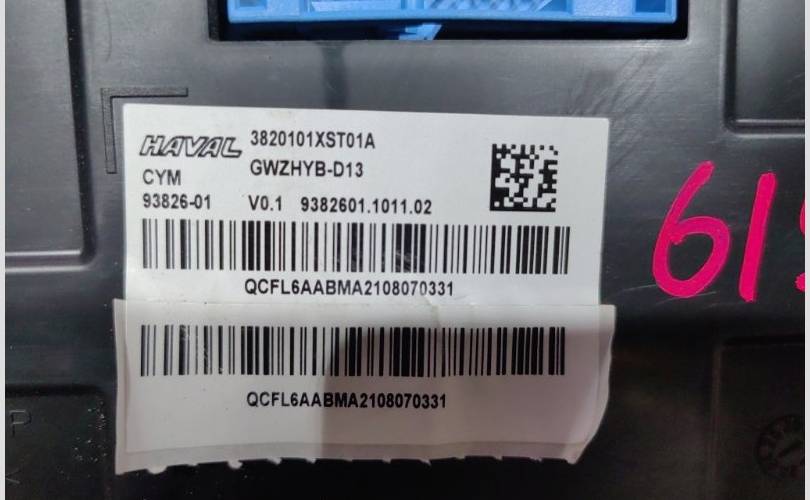 HAVAL 3820101XST01A
CYM GWZHYB-D13
93826-01 V0.1 9382601.1011.02
QCFL6AABMA2108070331
QCFL6AABMA2108070331